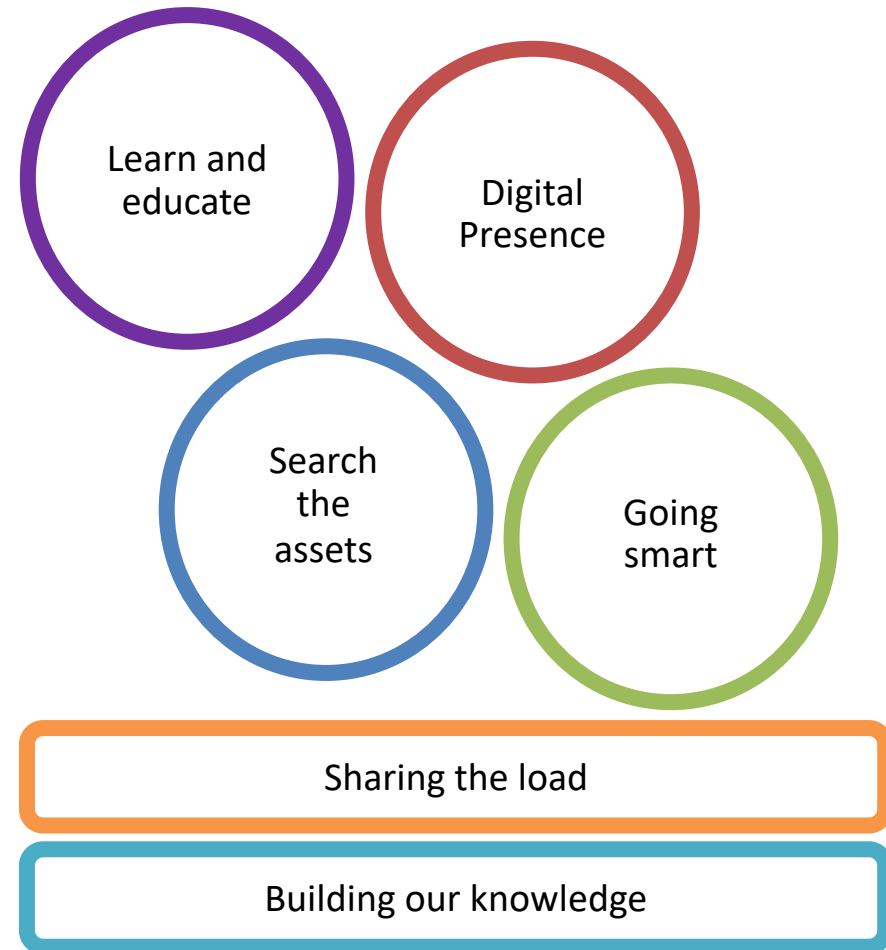 Learn and
educate
Digital
Presence
Search
the
assets
Going
smart
Sharing the load
Building our knowledge